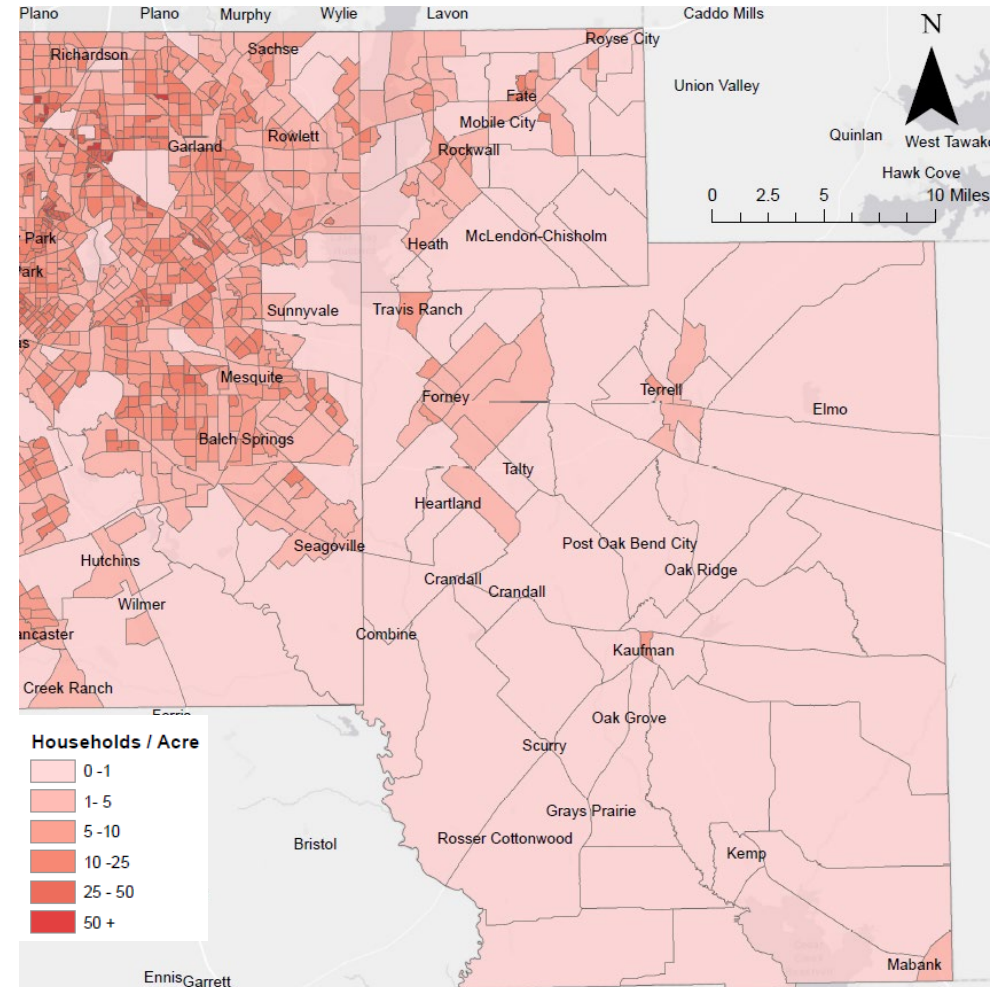 Plano
Plano
Murphy
Wylie
Lavon
Caddo Mills
N
Richardson
Sachse
Royse City
Union Valley
Fate
Mobile City
Garland
Rowlett
Rockwall
Quinlan
West Tawako
Hawk Cove
0 2.5 5 10 Miles
Park
Heath
McLendon-Chisholm
Park
Sunnyvale
Travis Ranch
as
Mesquite
Forney
Terrell
Elmo
Balch Springs
Talty
Heartland
Seagoville
Post Oak Bend City
Hutchins
Oak Ridge
Crandall
Crandall
Wilmer
ancaster
Combine
Kaufman
Creek Ranch
Oak Grove
Ferris
Scurry
Households / Acre
0 -1
1- 5
5 -10
10 -25
25 - 50
50 +
Grays Prairie
Bristol
Rosser Cottonwood
Kemp
Mabank
Ennis Garrett